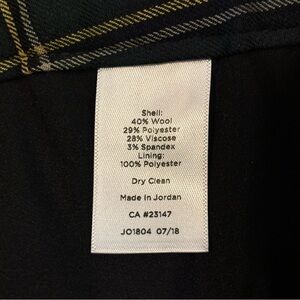 Shell:
40% Wool
29% Polyester
28% Viscose
3% Spandex
Lining:
100% Polyester
Dry Clean
Made in Jordan
CA #23147
JO1804 07/18